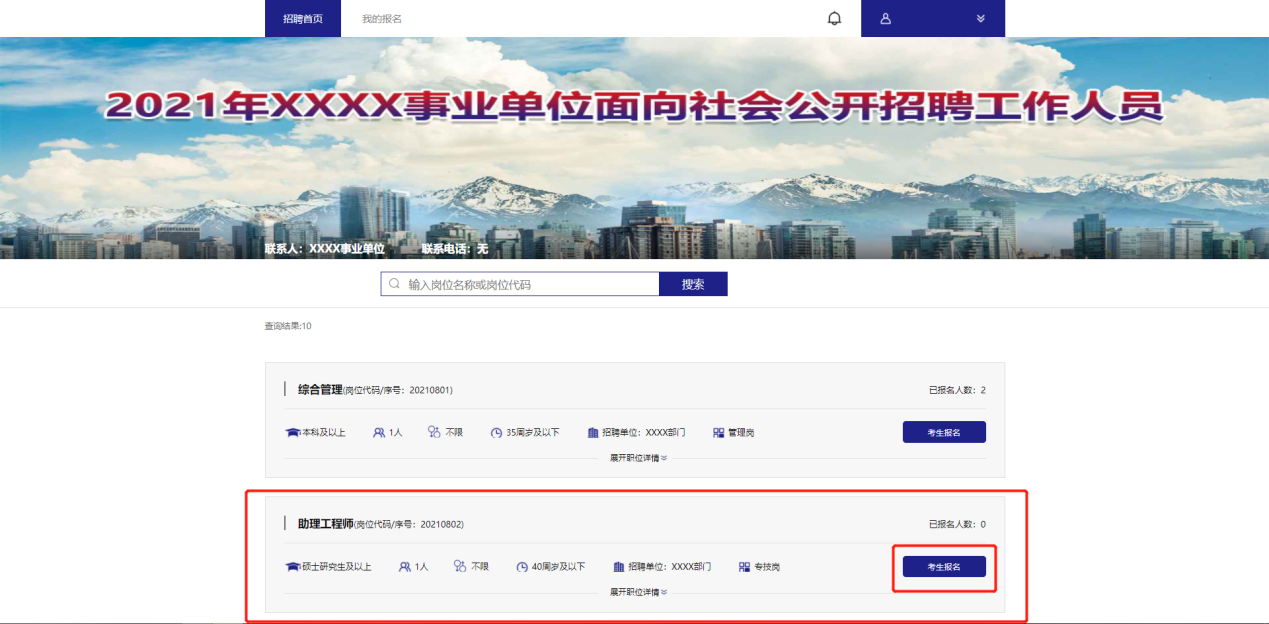 招聘首页 我的报名
2021年XXXX事业单位面向社会公开招聘工作人员
联系人：XXXX事业单位 联系电话：无
输入岗位名称或岗位代码 搜索
查询结果:10
综合管理(岗位代码/序号：20210801) 已报名人数：2
本科及以上 1人 不限 35周岁及以下 招聘单位：XXXX部门 管理岗 考生报名
展开职位详情
助理工程师(岗位代码/序号：20210802) 已报名人数：0
硕士研究生及以上 1人 不限 40周岁及以下 招聘单位：XXXX部门 专技岗 考生报名
展开职位详情